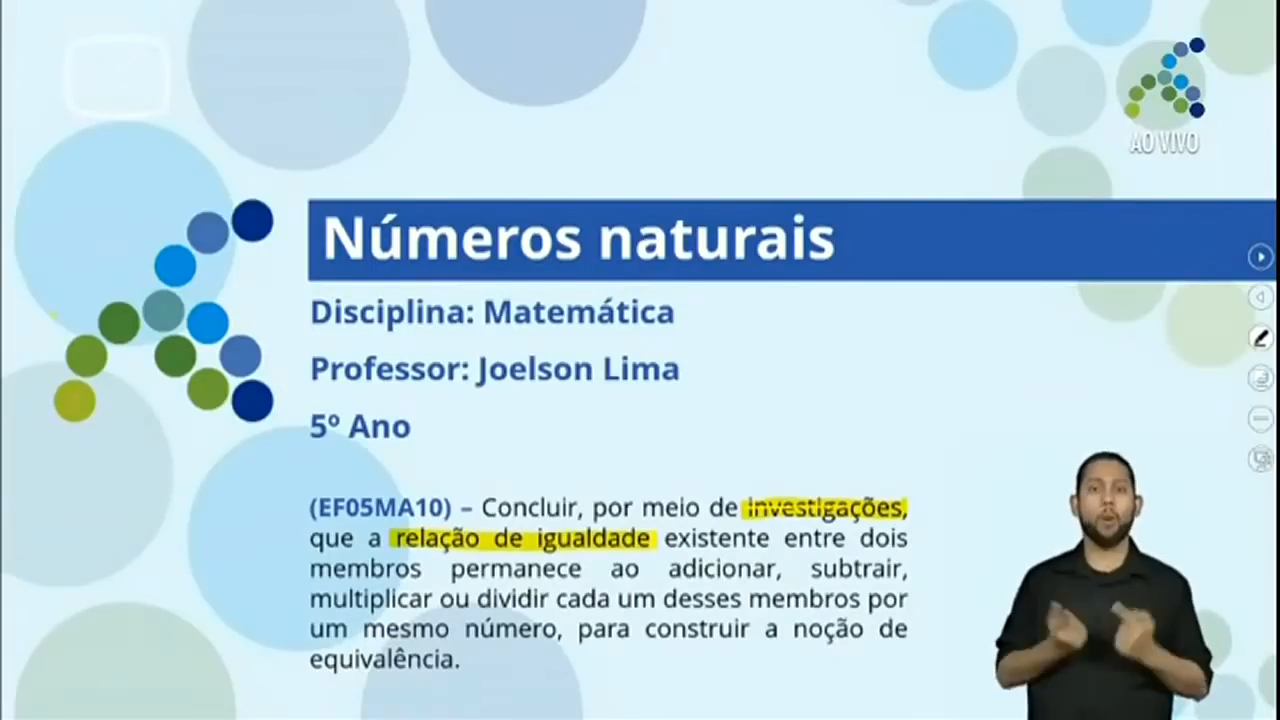 AO VIVO
Números naturais
Disciplina: Matemática
Professor: Joelson Lima
5º Ano
(EF05MA10) – Concluir, por meio de investigações,
que a relação de igualdade existente entre dois
membros permanece ao adicionar, subtrair,
multiplicar ou dividir cada um desses membros por
um mesmo número, para construir a noção de
equivalência.